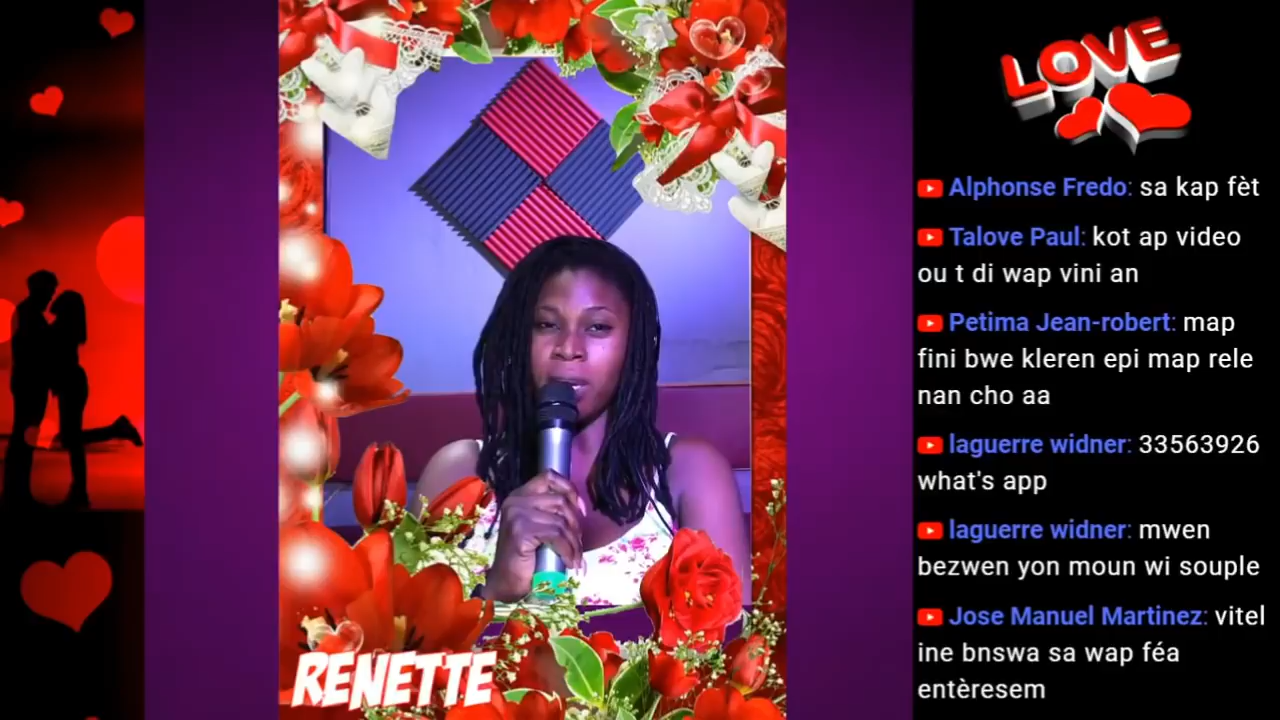 LOVE
Alphonse Fredo: sa kap fèt
Talove Paul: kot ap video
ou t di wap vini an
Petima Jean-robert: map
fini bwe kleren epi map rele
nan cho aa
laguerre widner: 33563926
what's app
laguerre widner: mwen
bezwen yon moun wi souple
Jose Manuel Martinez: vitel
ine bnswa sa wap féa
entèresem
RENETTE